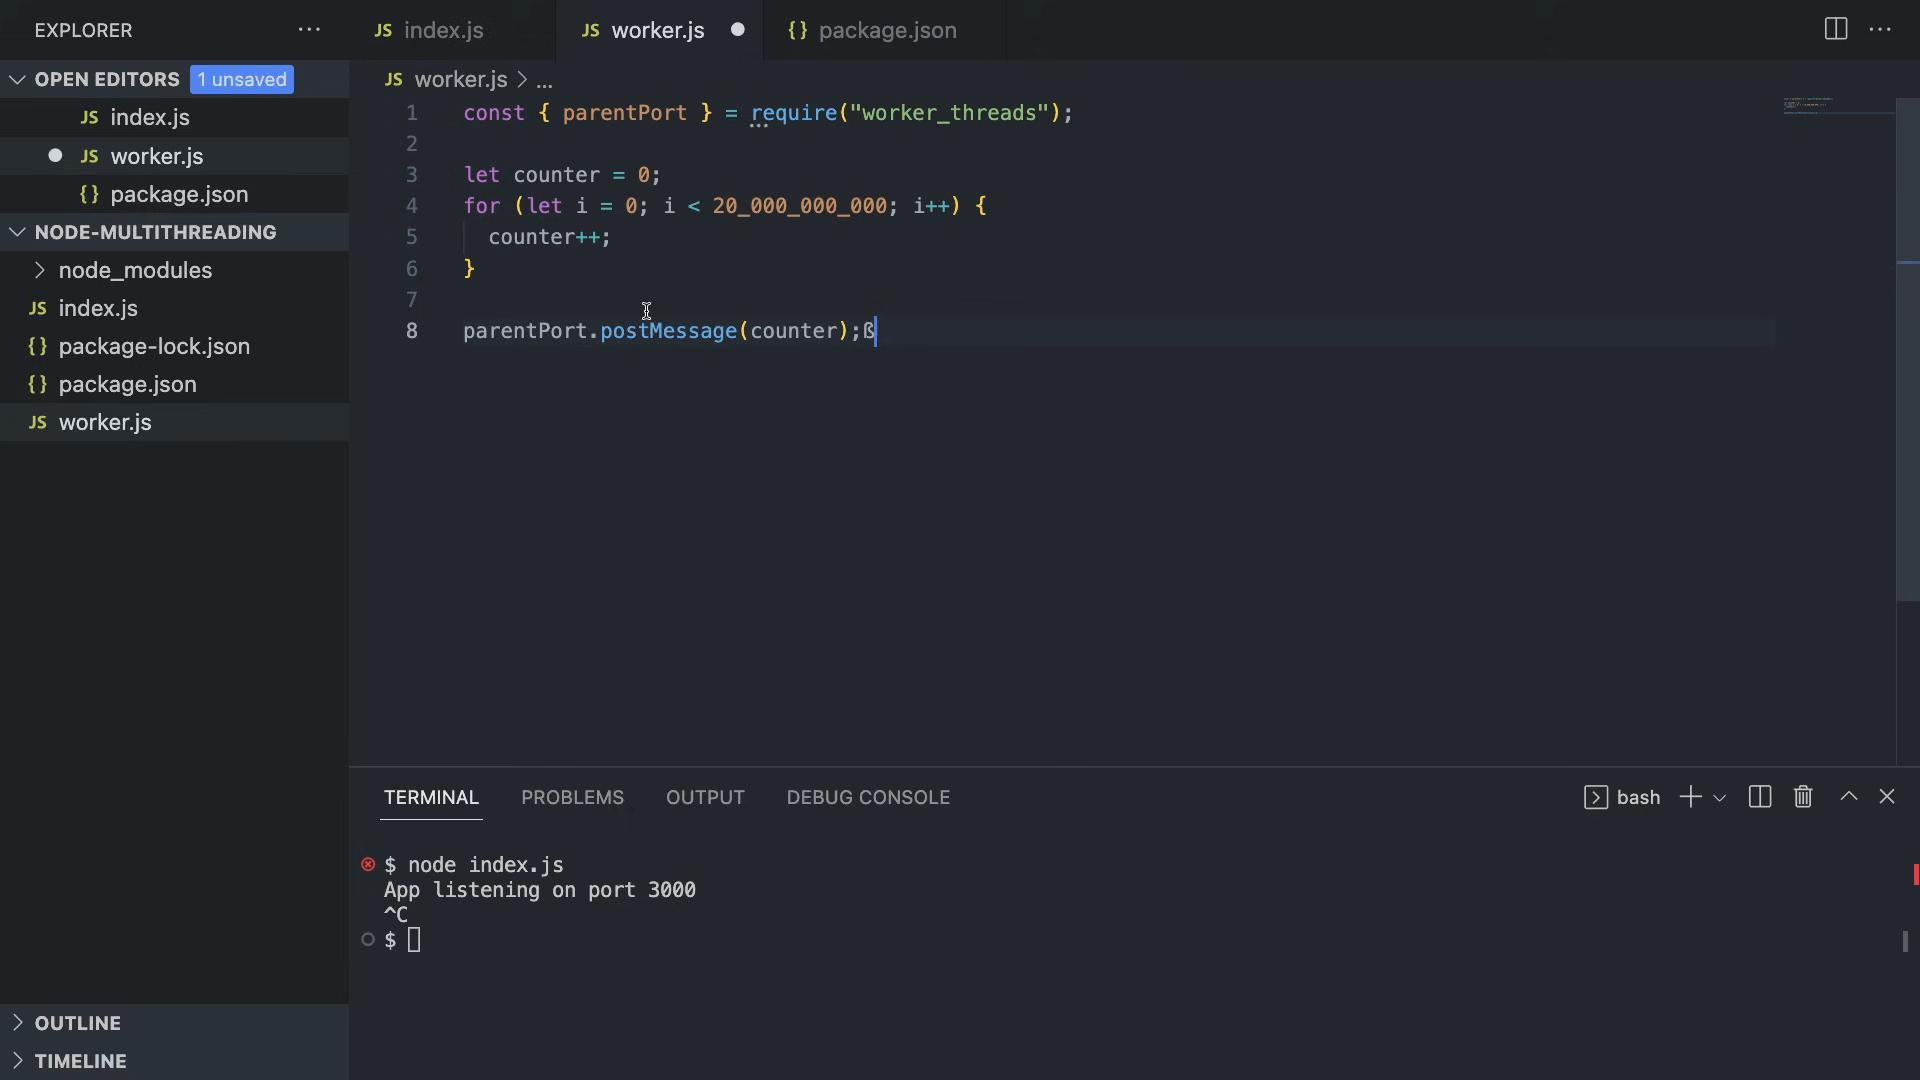 EXPLORER
JS index.js
JS worker.js
{} package.json
OPEN EDITORS 1 unsaved
JS index.js
JS worker.js
{} package.json
NODE-MULTITHREADING
node_modules
JS index.js
{} package-lock.json
{} package.json
JS worker.js
OUTLINE
TIMELINE
JS worker.js > ...
1 const { parentPort } = require("worker_threads");
2
3 let counter = 0;
4 for (let i = 0; i < 20_000_000_000; i++) {
5 counter++;
6 }
7
8 parentPort.postMessage(counter);ß
TERMINAL PROBLEMS OUTPUT DEBUG CONSOLE
bash
$ node index.js
App listening on port 3000
^C
$